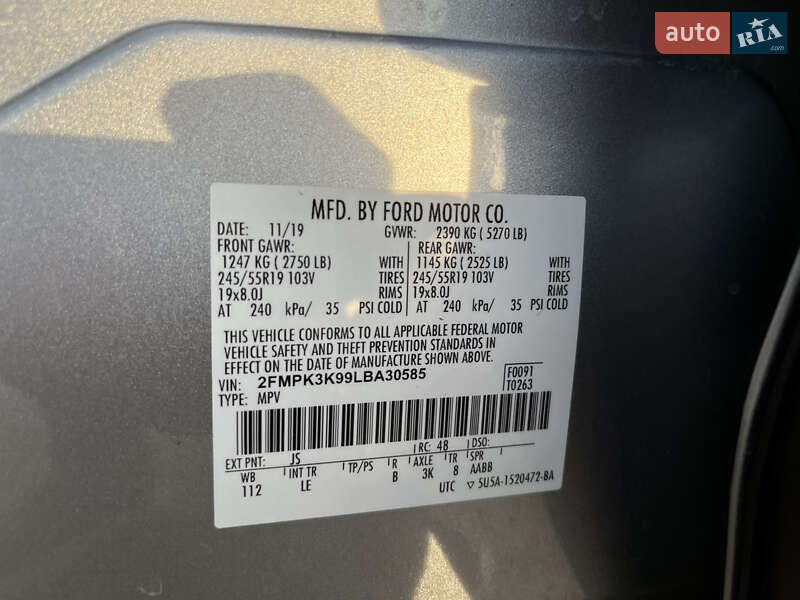 auto RIA.com
MFD. BY FORD MOTOR CO.
DATE: 11/19 GVWR: 2390 KG ( 5270 LB)
FRONT GAWR: REAR GAWR:
1247 KG ( 2750 LB) WITH 1145 KG ( 2525 LB) WITH
245/55R19 103V TIRES 245/55R19 103V TIRES
19x8.0J RIMS 19x8.0J RIMS
AT 240 kPa/ 35 PSI COLD AT 240 kPa/ 35 PSI COLD
THIS VEHICLE CONFORMS TO ALL APPLICABLE FEDERAL MOTOR
VEHICLE SAFETY AND THEFT PREVENTION STANDARDS IN
EFFECT ON THE DATE OF MANUFACTURE SHOWN ABOVE.
VIN: 2FMPK3K99LBA30585 F0091
TYPE: MPV T0263
EXT PNT: JS RC: 48 DSO:
WB INT TR TP/PS R AXLE TR SPR
112 LE B 3K 8 AABB
UTC ▽ 5U5A-1520472-BA